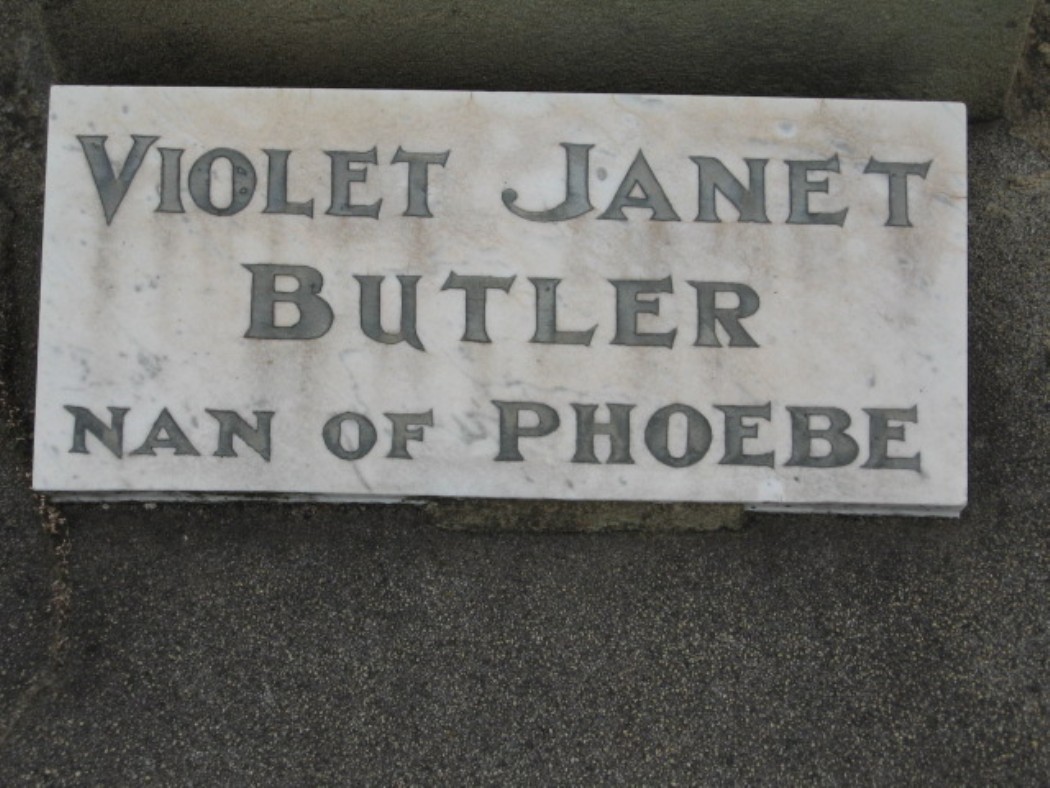 VIOLET JANET
BUTLER
NAN OF PHOEBE